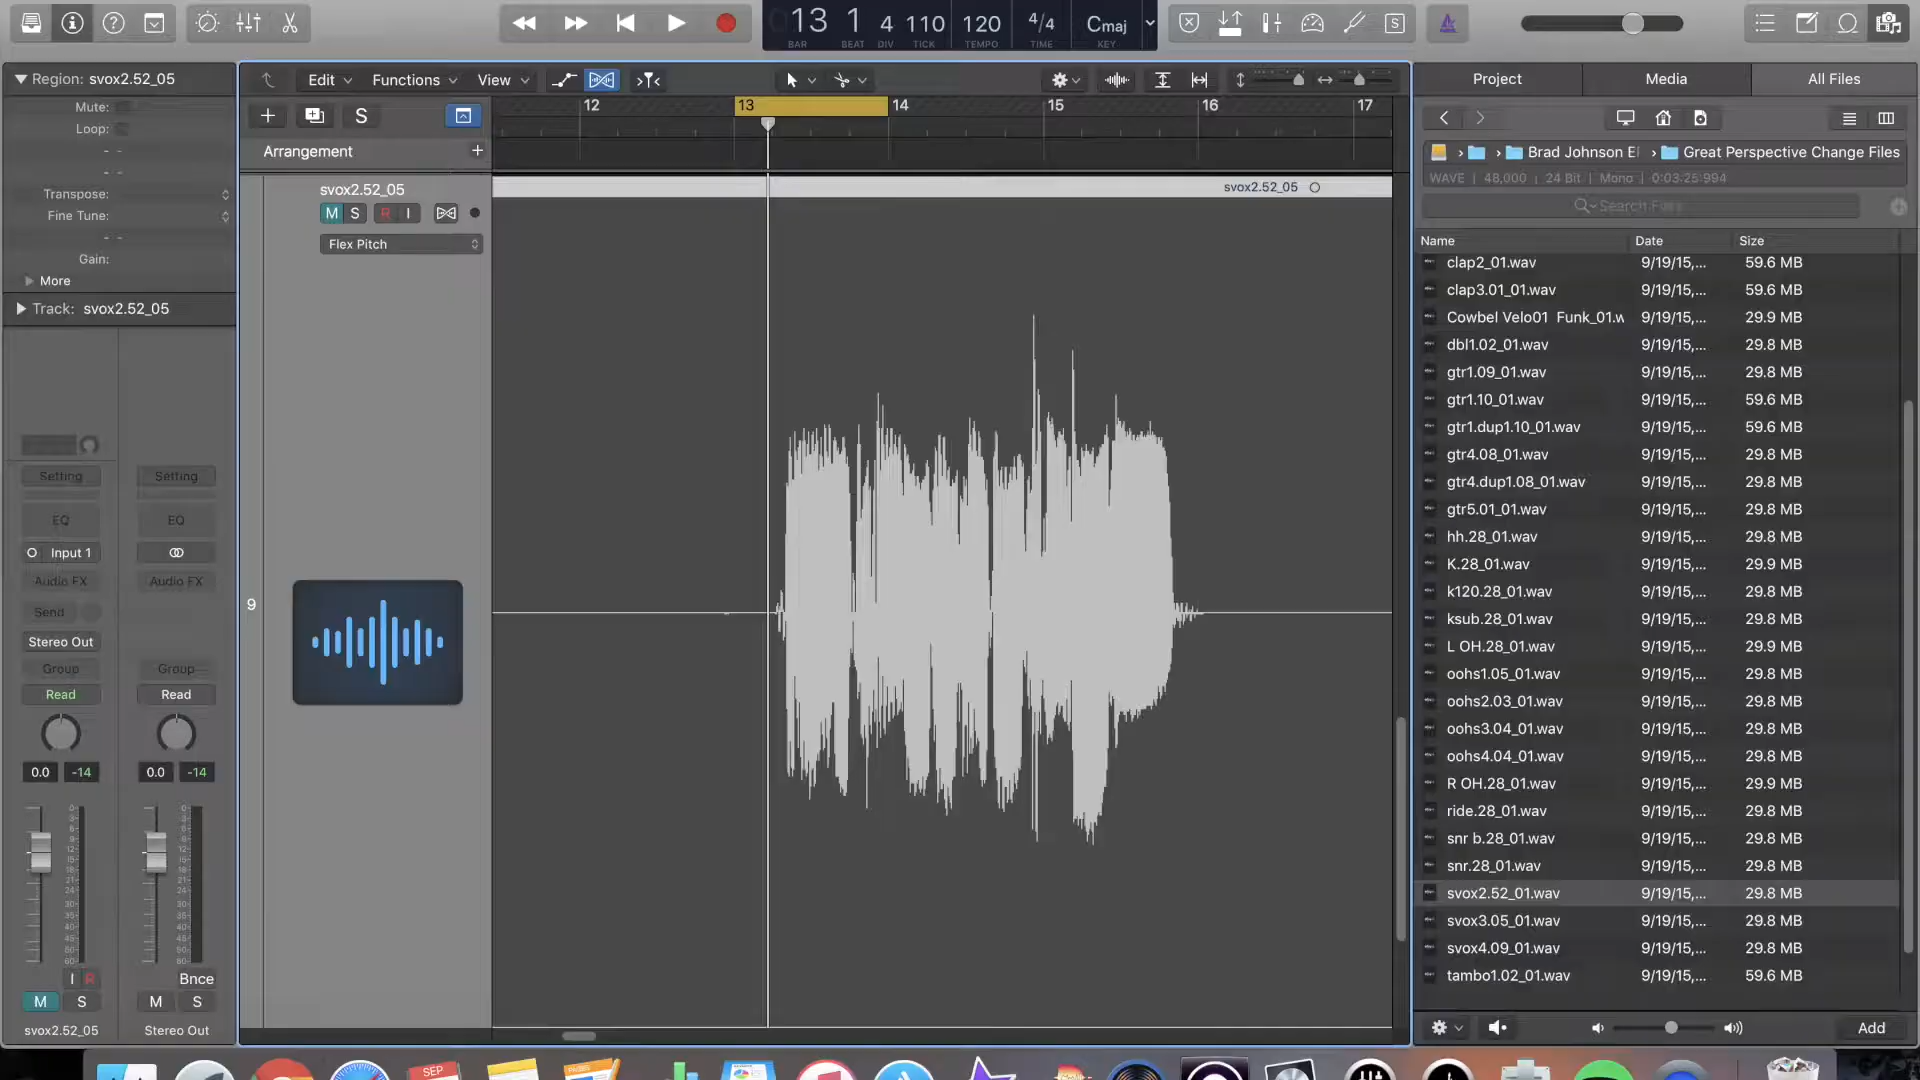 13 1 4 110 120 4/4 Cmaj
BAR BEAT DIV TICK TEMPO TIME KEY
S
Region: svox2.52_05
Mute:
Loop:
Transpose:
Fine Tune:
Gain:
More
Track: svox2.52_05
Setting Setting
EQ EQ
Input 1
Audio FX Audio FX
Send
Stereo Out
Group Group
Read Read
0.0 -14 0.0 -14
I R Bnce
M S M S
svox2.52_05 Stereo Out
Edit Functions View
S
12 13 14 15 16 17
Arrangement
svox2.52_05
M S R I
Flex Pitch
9
svox2.52_05
Project Media All Files
Brad Johnson Great Perspective Change Files
WAVE | 48,000 | 24 Bit | Mono | 0:03:25:994
Search Files
Name Date Size
clap2_01.wav 9/19/15,... 59.6 MB
clap3.01_01.wav 9/19/15,... 59.6 MB
Cowbel Velo01 Funk_01.w 9/19/15,... 29.9 MB
dbl1.02_01.wav 9/19/15,... 29.8 MB
gtr1.09_01.wav 9/19/15,... 29.8 MB
gtr1.10_01.wav 9/19/15,... 59.6 MB
gtr1.dup1.10_01.wav 9/19/15,... 59.6 MB
gtr4.08_01.wav 9/19/15,... 29.8 MB
gtr4.dup1.08_01.wav 9/19/15,... 29.8 MB
gtr5.01_01.wav 9/19/15,... 29.8 MB
hh.28_01.wav 9/19/15,... 29.8 MB
K.28_01.wav 9/19/15,... 29.9 MB
k120.28_01.wav 9/19/15,... 29.8 MB
ksub.28_01.wav 9/19/15,... 29.8 MB
L OH.28_01.wav 9/19/15,... 29.9 MB
oohs1.05_01.wav 9/19/15,... 29.8 MB
oohs2.03_01.wav 9/19/15,... 29.8 MB
oohs3.04_01.wav 9/19/15,... 29.8 MB
oohs4.04_01.wav 9/19/15,... 29.8 MB
R OH.28_01.wav 9/19/15,... 29.9 MB
ride.28_01.wav 9/19/15,... 29.8 MB
snr b.28_01.wav 9/19/15,... 29.8 MB
snr.28_01.wav 9/19/15,... 29.8 MB
svox2.52_01.wav 9/19/15,... 29.8 MB
svox3.05_01.wav 9/19/15,... 29.8 MB
svox4.09_01.wav 9/19/15,... 29.8 MB
tambo1.02_01.wav 9/19/15,... 59.6 MB
Add
SEP
PAGES